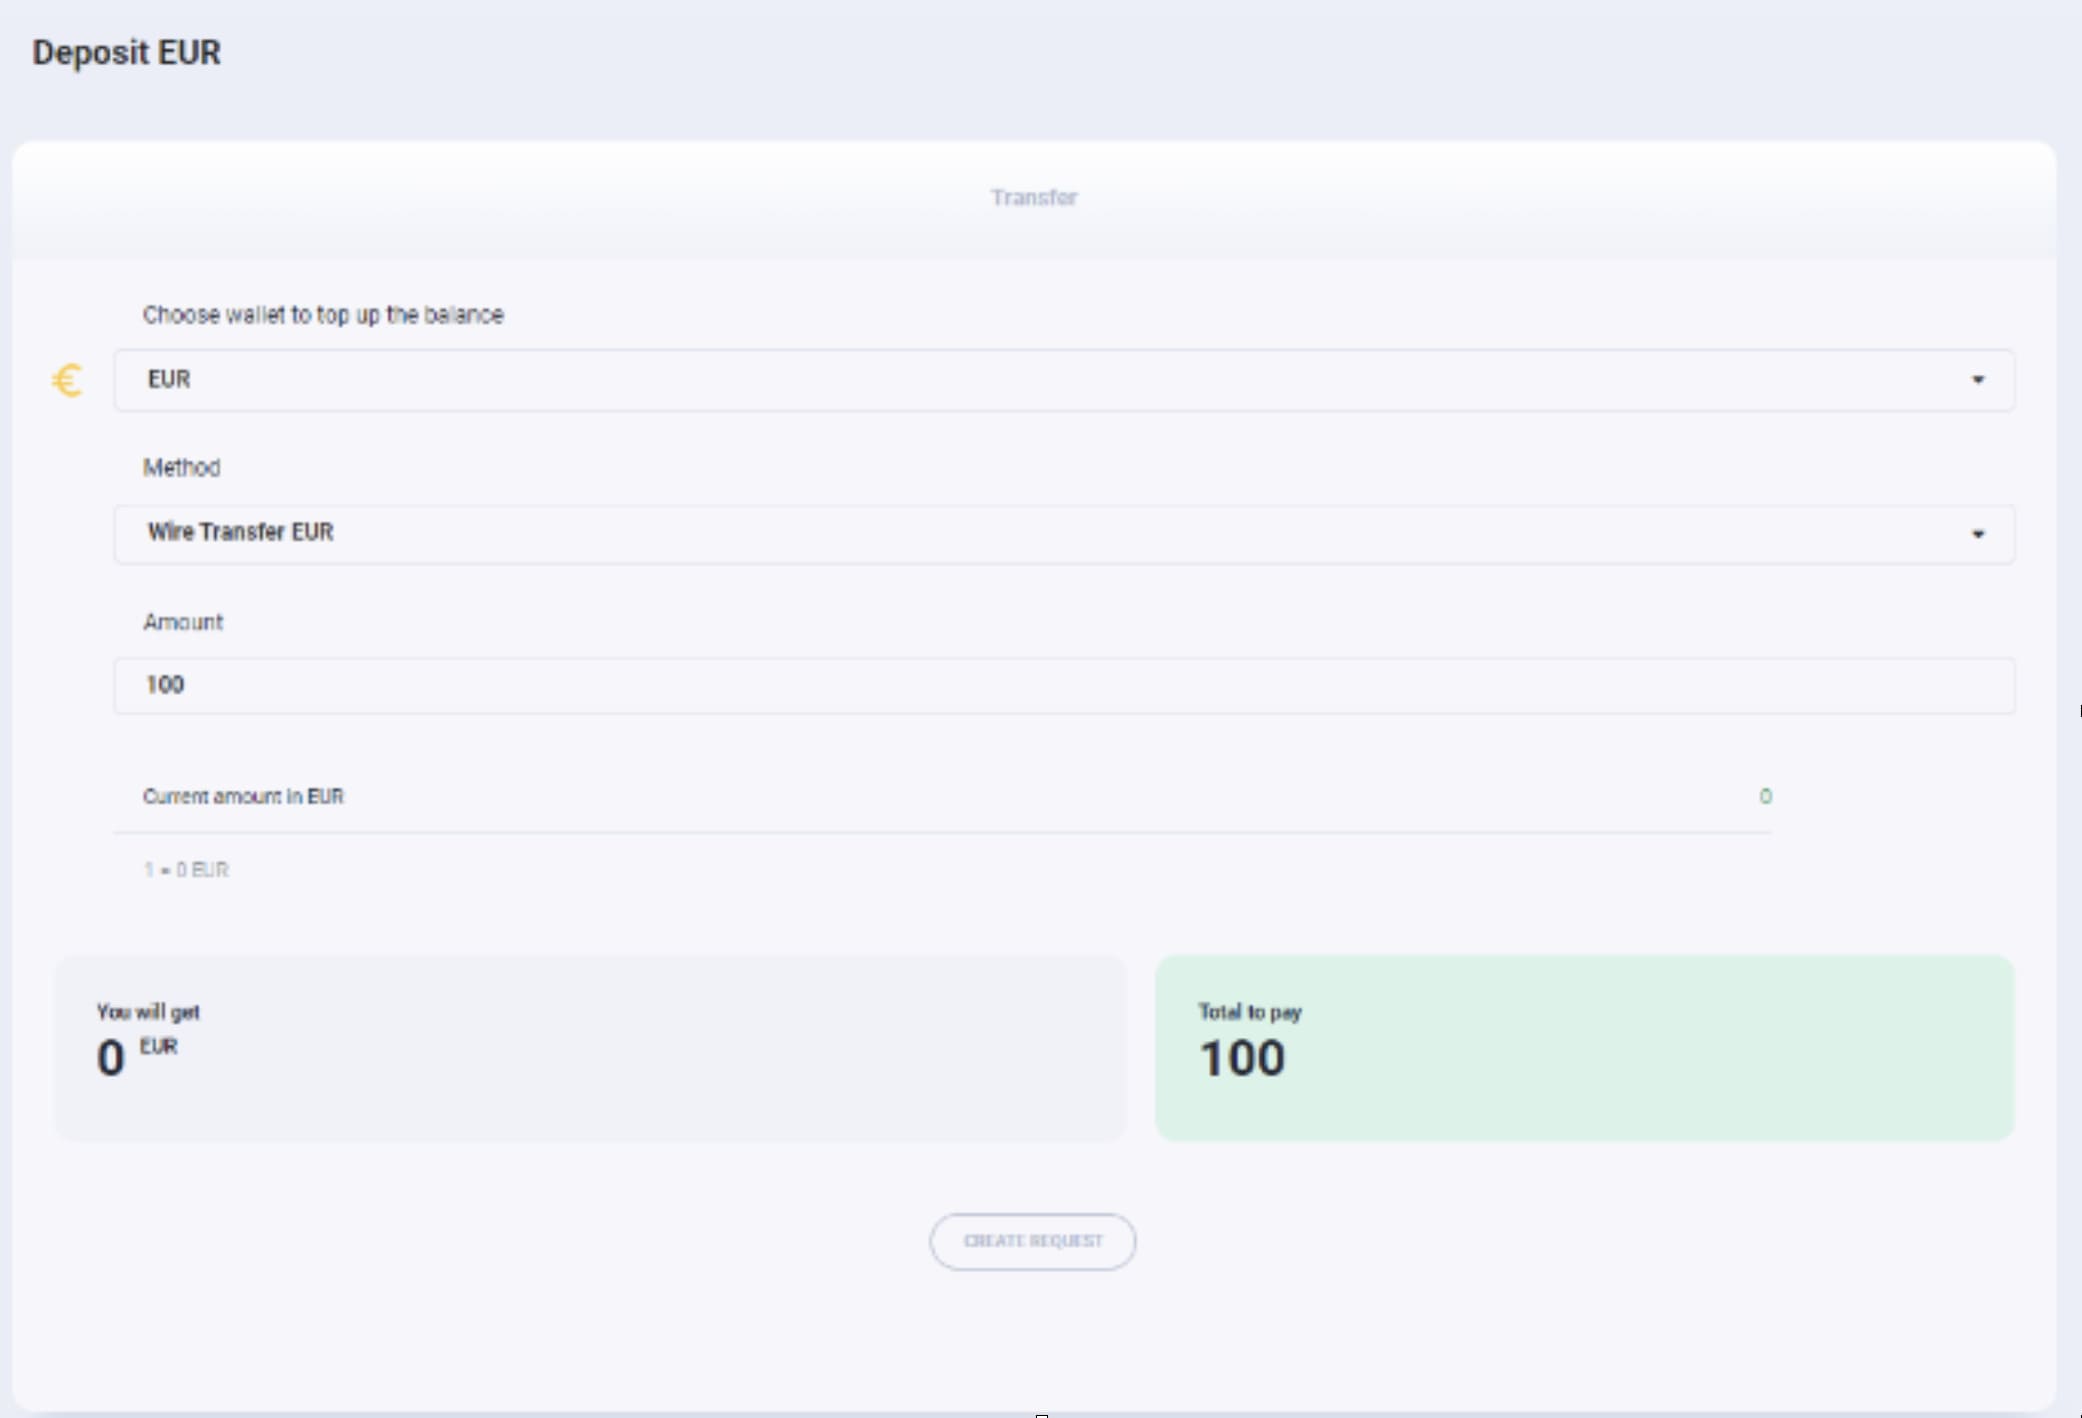 Deposit EUR
Transfer
Choose wallet to top up the balance
€ EUR
Method
Wire Transfer EUR
Amount
100
Current amount in EUR 0
1 = 0 EUR
You will get
0 EUR
Total to pay
100
CREATE REQUEST